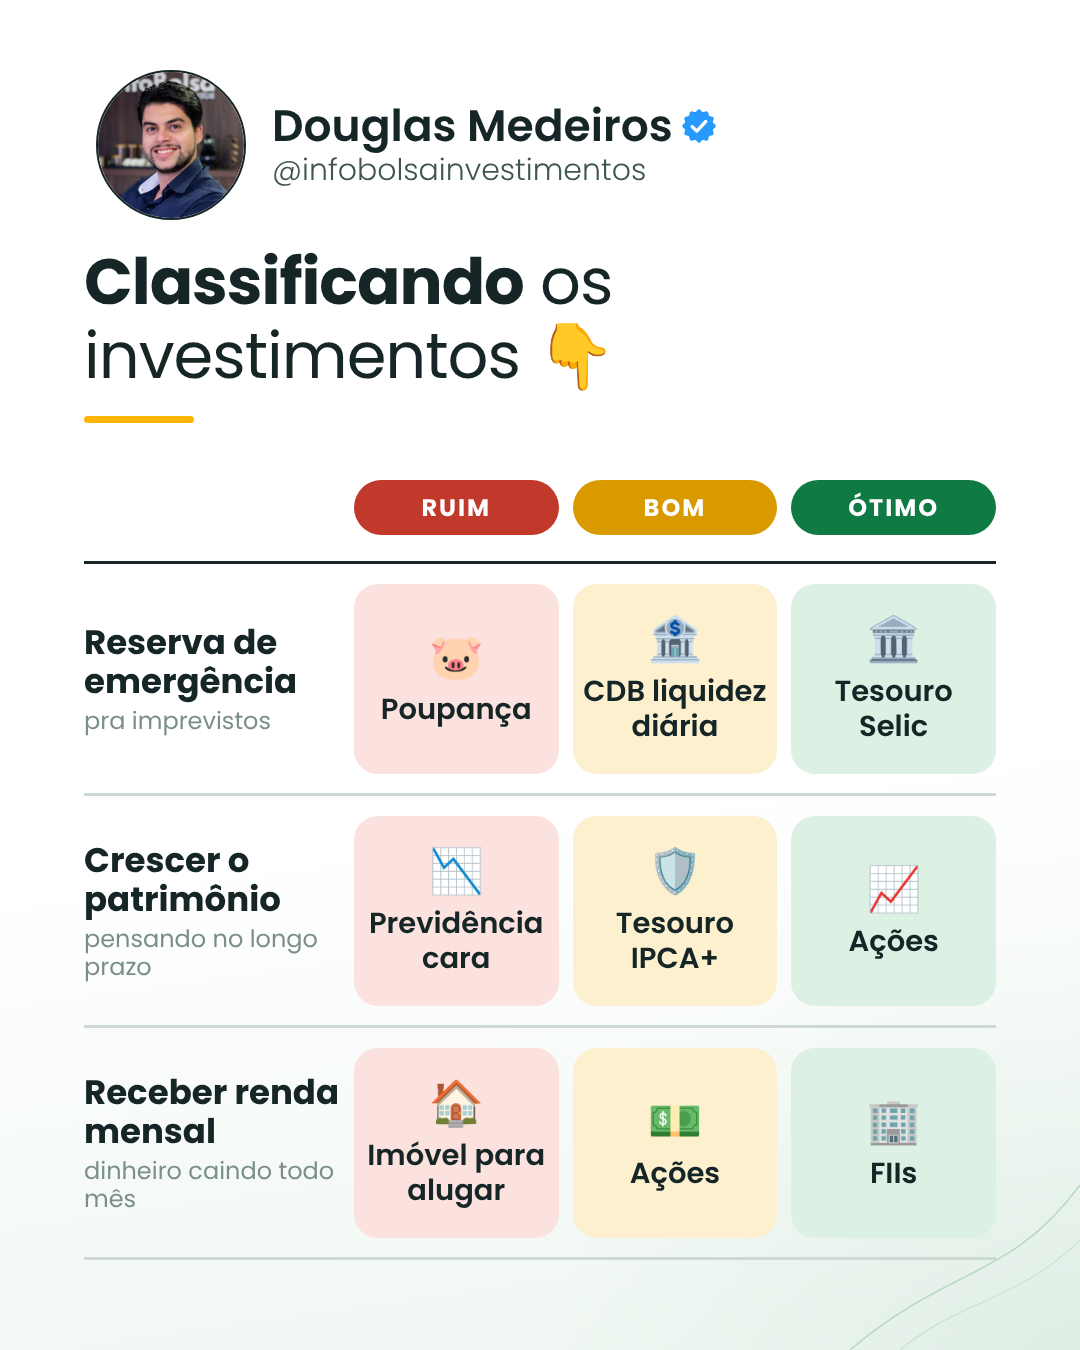 Douglas Medeiros
@infobolsainvestimentos
Classificando os
investimentos 👇
RUIM
BOM
ÓTIMO
Reserva de
emergência
pra imprevistos
Poupança
CDB liquidez
diária
Tesouro
Selic
Crescer o
patrimônio
pensando no longo
prazo
Previdência
cara
Tesouro
IPCA+
Ações
Receber renda
mensal
dinheiro caindo todo
mês
Imóvel para
alugar
Ações
FIIs